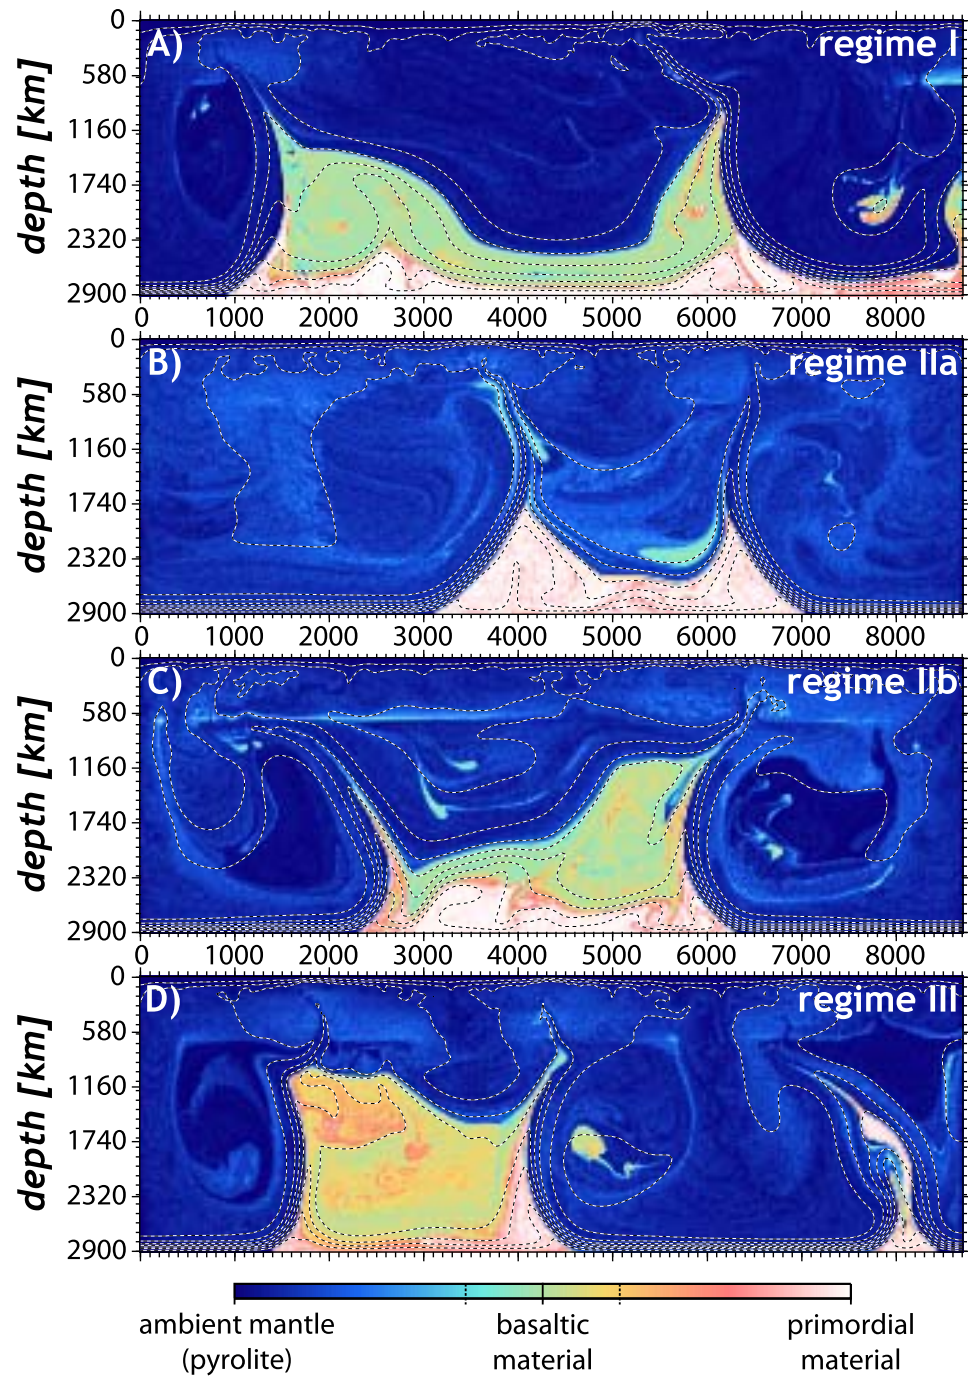 A) regime I
depth [km]
0
580
1160
1740
2320
2900
0 1000 2000 3000 4000 5000 6000 7000 8000
B) regime IIa
depth [km]
0
580
1160
1740
2320
2900
0 1000 2000 3000 4000 5000 6000 7000 8000
C) regime IIb
depth [km]
0
580
1160
1740
2320
2900
0 1000 2000 3000 4000 5000 6000 7000 8000
D) regime III
depth [km]
0
580
1160
1740
2320
2900
ambient mantle basaltic primordial
(pyrolite) material material